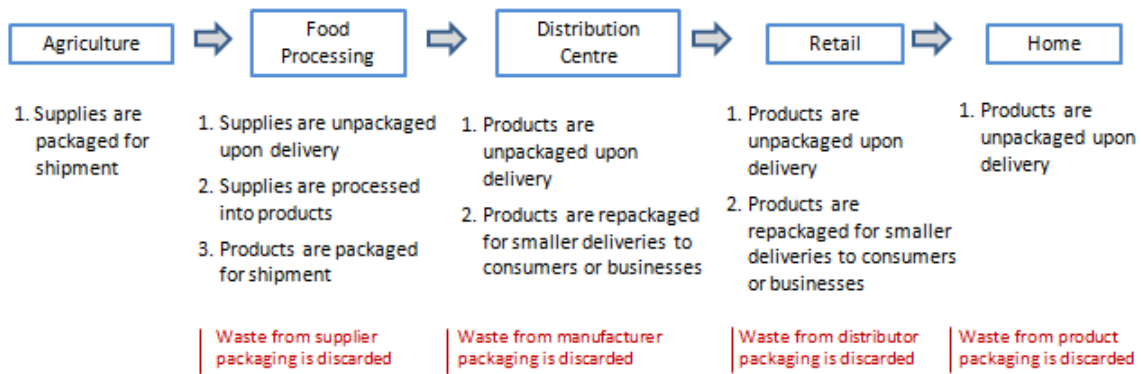 Agriculture
Food
Processing
Distribution
Centre
Retail
Home
1. Supplies are
packaged for
shipment
1. Supplies are unpackaged
upon delivery
2. Supplies are processed
into products
3. Products are packaged
for shipment
1. Products are
unpackaged upon
delivery
2. Products are repackaged
for smaller deliveries to
consumers or businesses
1. Products are
unpackaged upon
delivery
2. Products are
repackaged for smaller
deliveries to consumers
or businesses
1. Products are
unpackaged upon
delivery
Waste from supplier
packaging is discarded
Waste from manufacturer
packaging is discarded
Waste from distributor
packaging is discarded
Waste from product
packaging is discarded